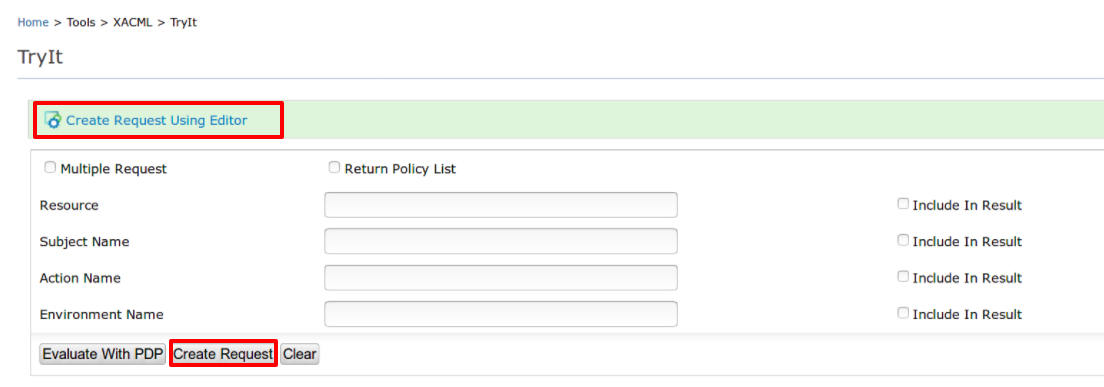 Home > Tools > XACML > TryIt
TryIt
Create Request Using Editor
Multiple Request Return Policy List
Resource Include In Result
Subject Name Include In Result
Action Name Include In Result
Environment Name Include In Result
Evaluate With PDP Create Request Clear